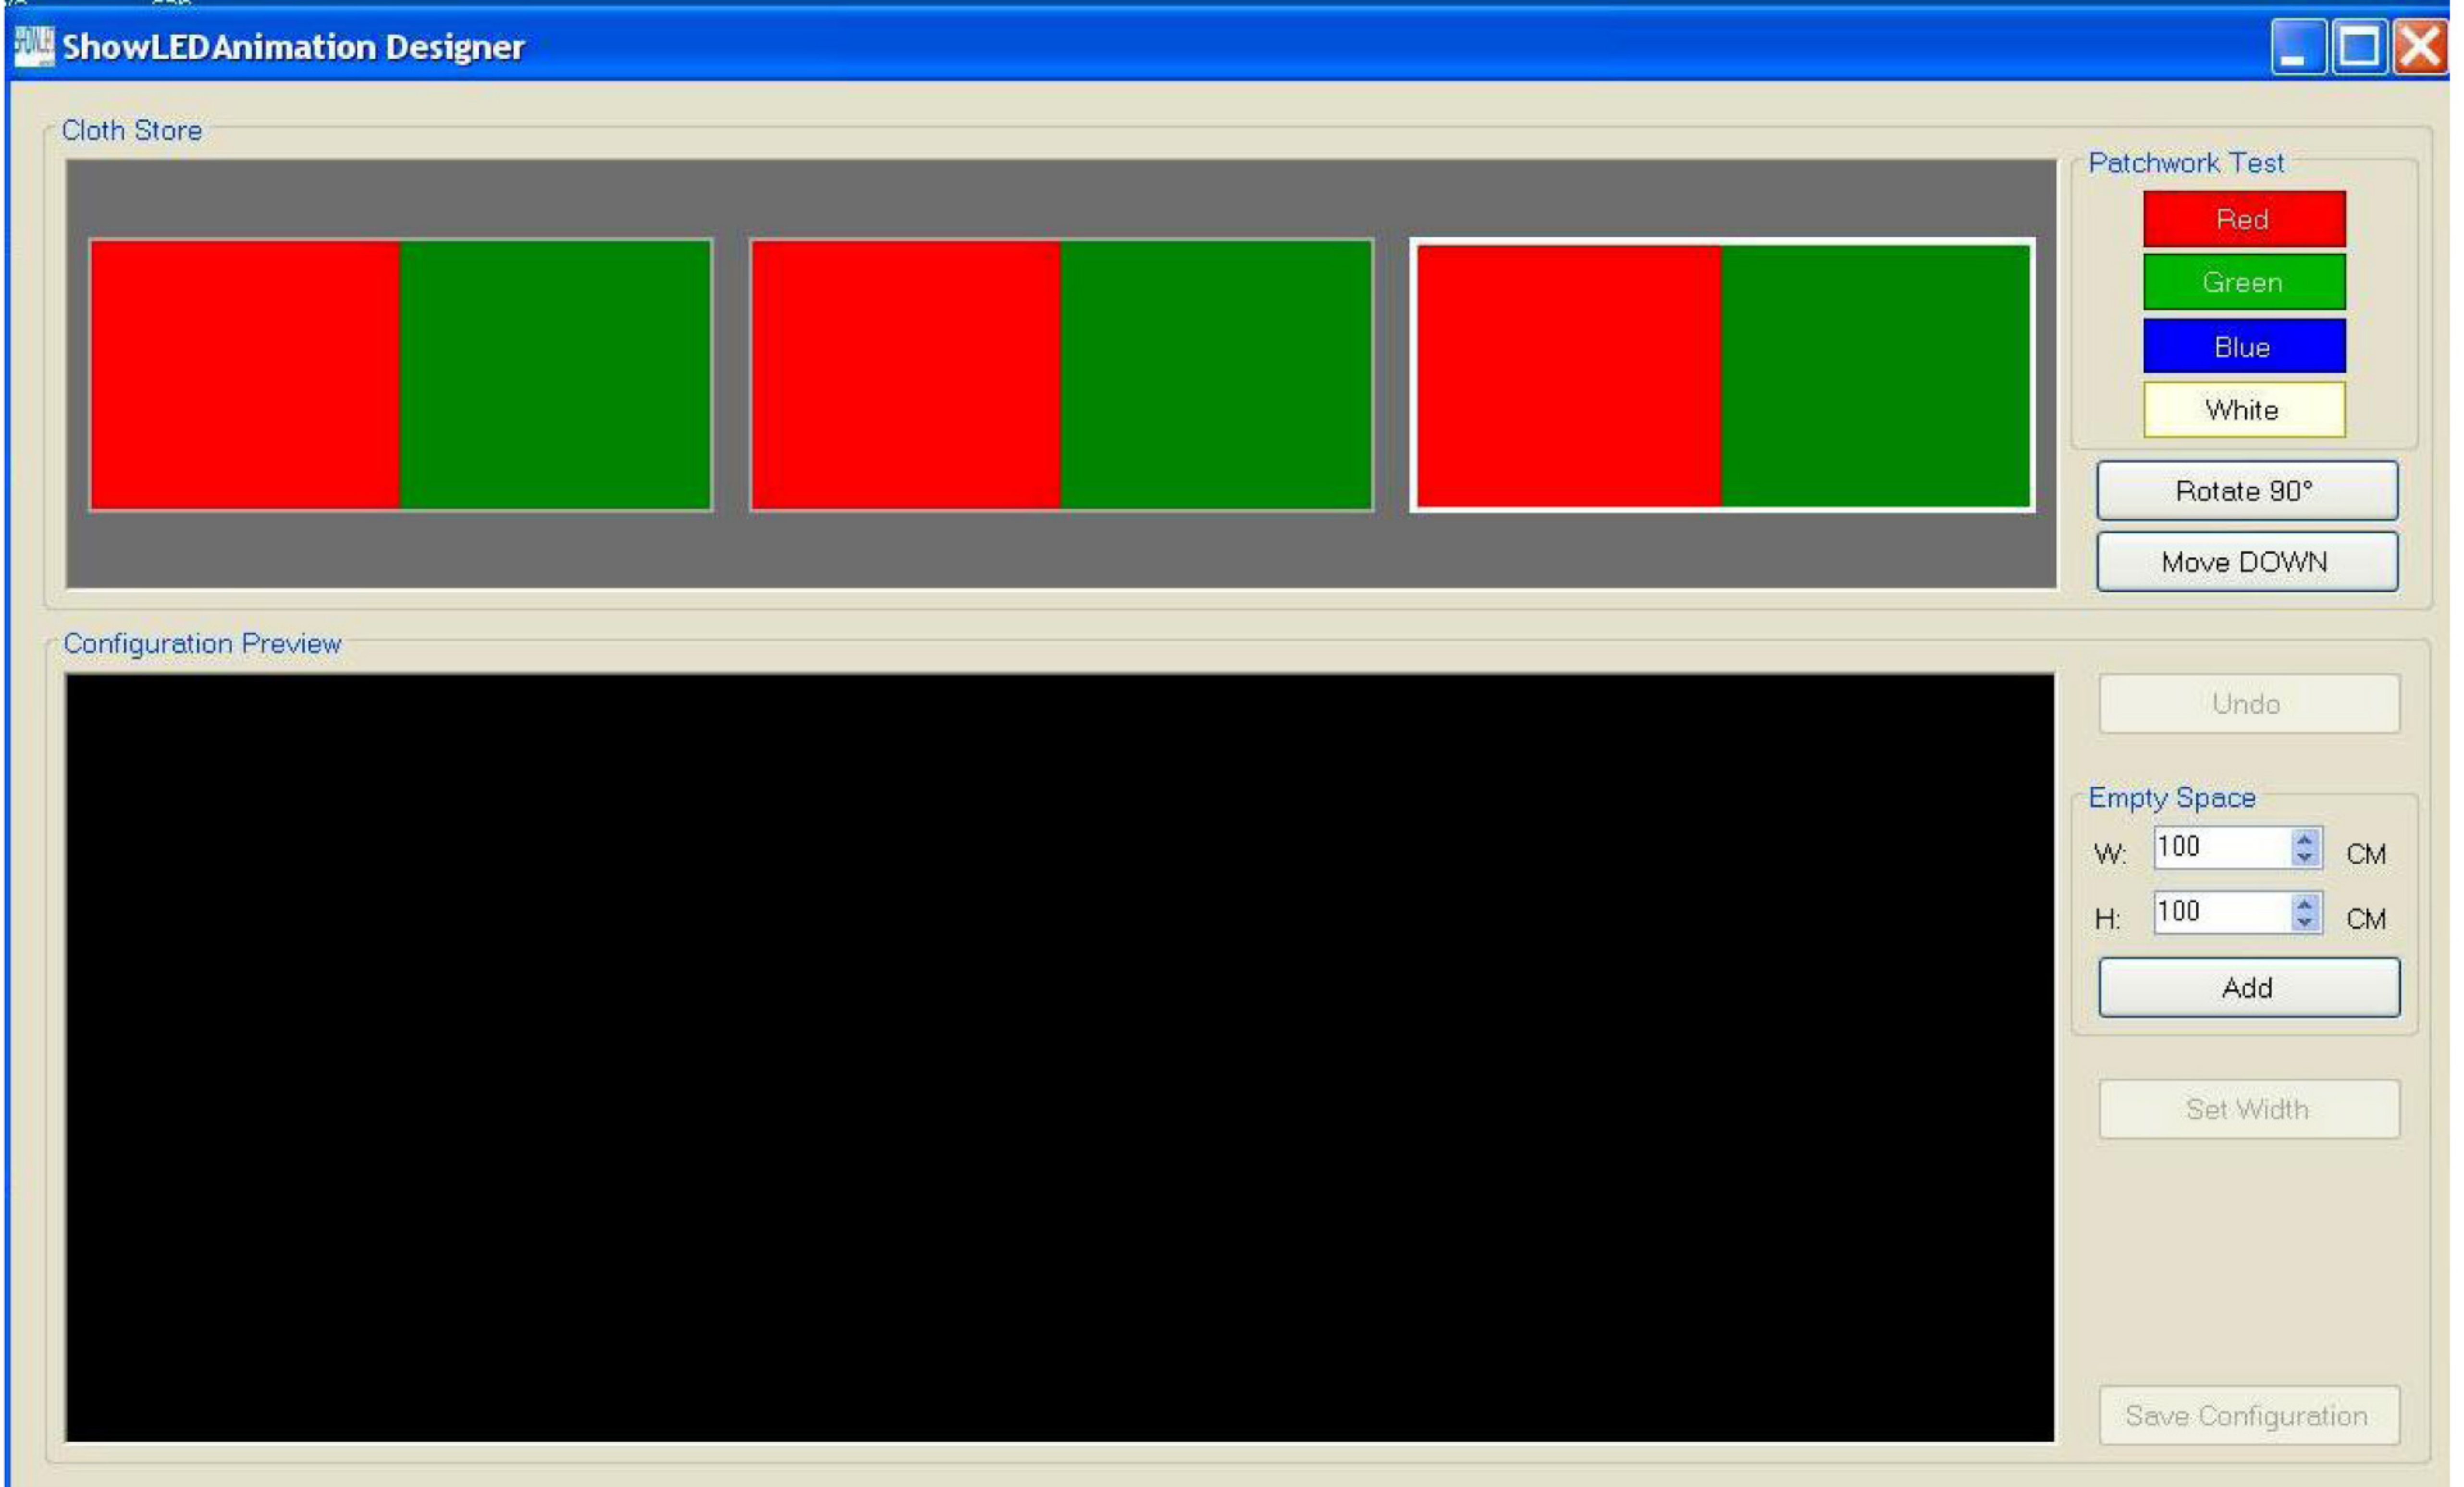 ShowLEDAnimation Designer
Cloth Store
Patchwork Test
Red
Green
Blue
White
Rotate 90°
Move DOWN
Configuration Preview
Undo
Empty Space
W: 100 CM
H: 100 CM
Add
Set Width
Save Configuration